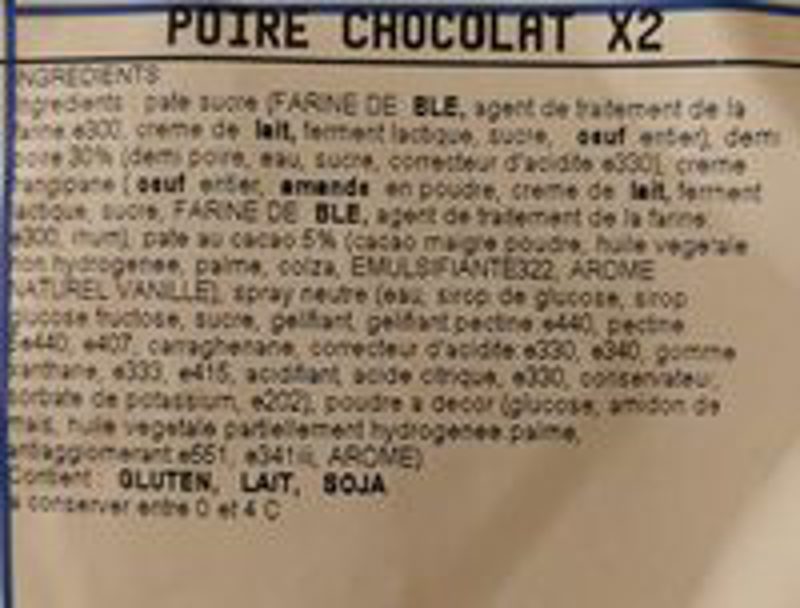 POIRE CHOCOLAT X2
INGREDIENTS
Ingredients : pate sucre (FARINE DE BLE, agent de traitement de la
farine e300, creme de lait, ferment lactique, sucre, oeuf entier), demi
poire 30% (demi poire, eau, sucre, correcteur d'acidite e330), creme
frangipane ( oeuf entier, amande en poudre, creme de lait, ferment
lactique, sucre, FARINE DE BLE, agent de traitement de la farine
e300, rhum), pate au cacao 5% (cacao maigre poudre, huile vegetale
non hydrogenee, palme, colza, EMULSIFIANTE322, AROME
NATUREL VANILLE), spray neutre (eau, sirop de glucose, sirop
glucose fructose, sucre, gelifiant, gelifiant pectine e440, pectine
e440, e407, carraghenane, correcteur d'acidite e330, e340, gomme
xanthane, e333, e415, acidifiant, acide citrique, e330, conservateur,
sorbate de potassium, e202), poudre a decor (glucose, amidon de
mais, huile vegetale partiellement hydrogenee palme,
antiagglomerant e551, e341iii, AROME)
Contient : GLUTEN, LAIT, SOJA
a conserver entre 0 et 4 C